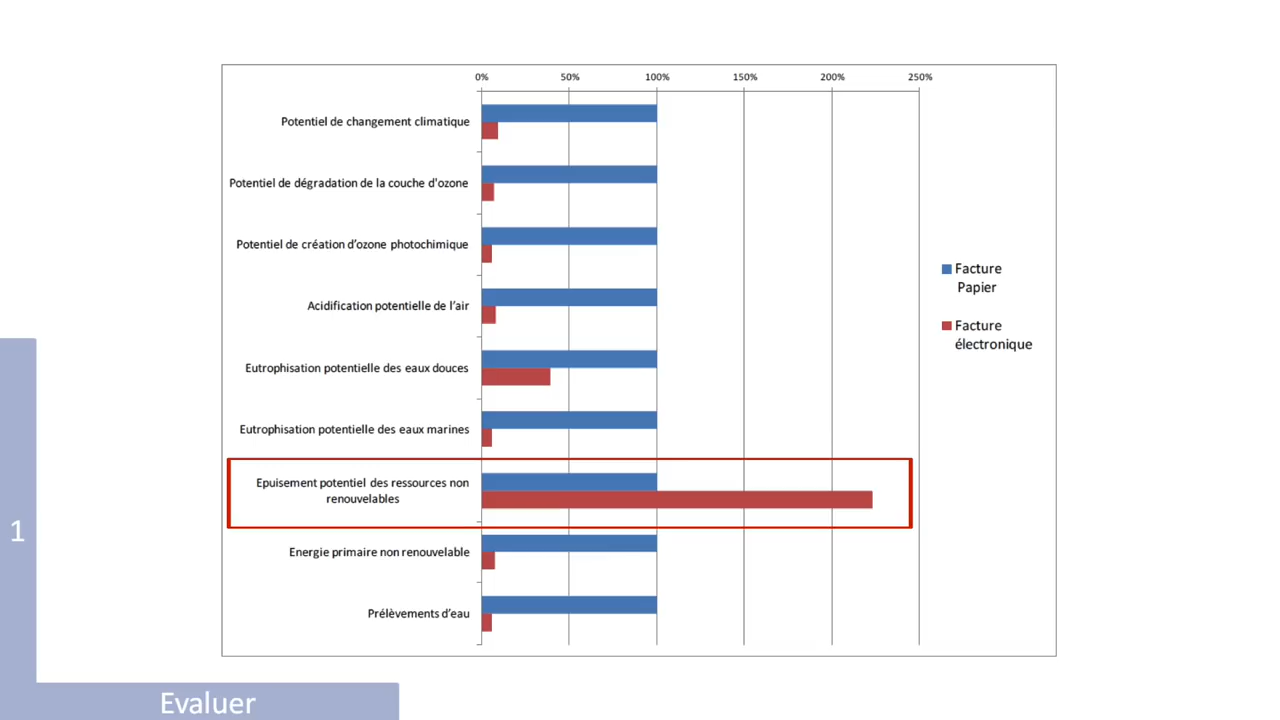 0% 50% 100% 150% 200% 250%
Potentiel de changement climatique
Potentiel de dégradation de la couche d'ozone
Potentiel de création d’ozone photochimique
Acidification potentielle de l’air
Eutrophisation potentielle des eaux douces
Eutrophisation potentielle des eaux marines
Epuisement potentiel des ressources non
renouvelables
Energie primaire non renouvelable
Prélèvements d’eau
Facture
Papier
Facture
électronique
1
Evaluer